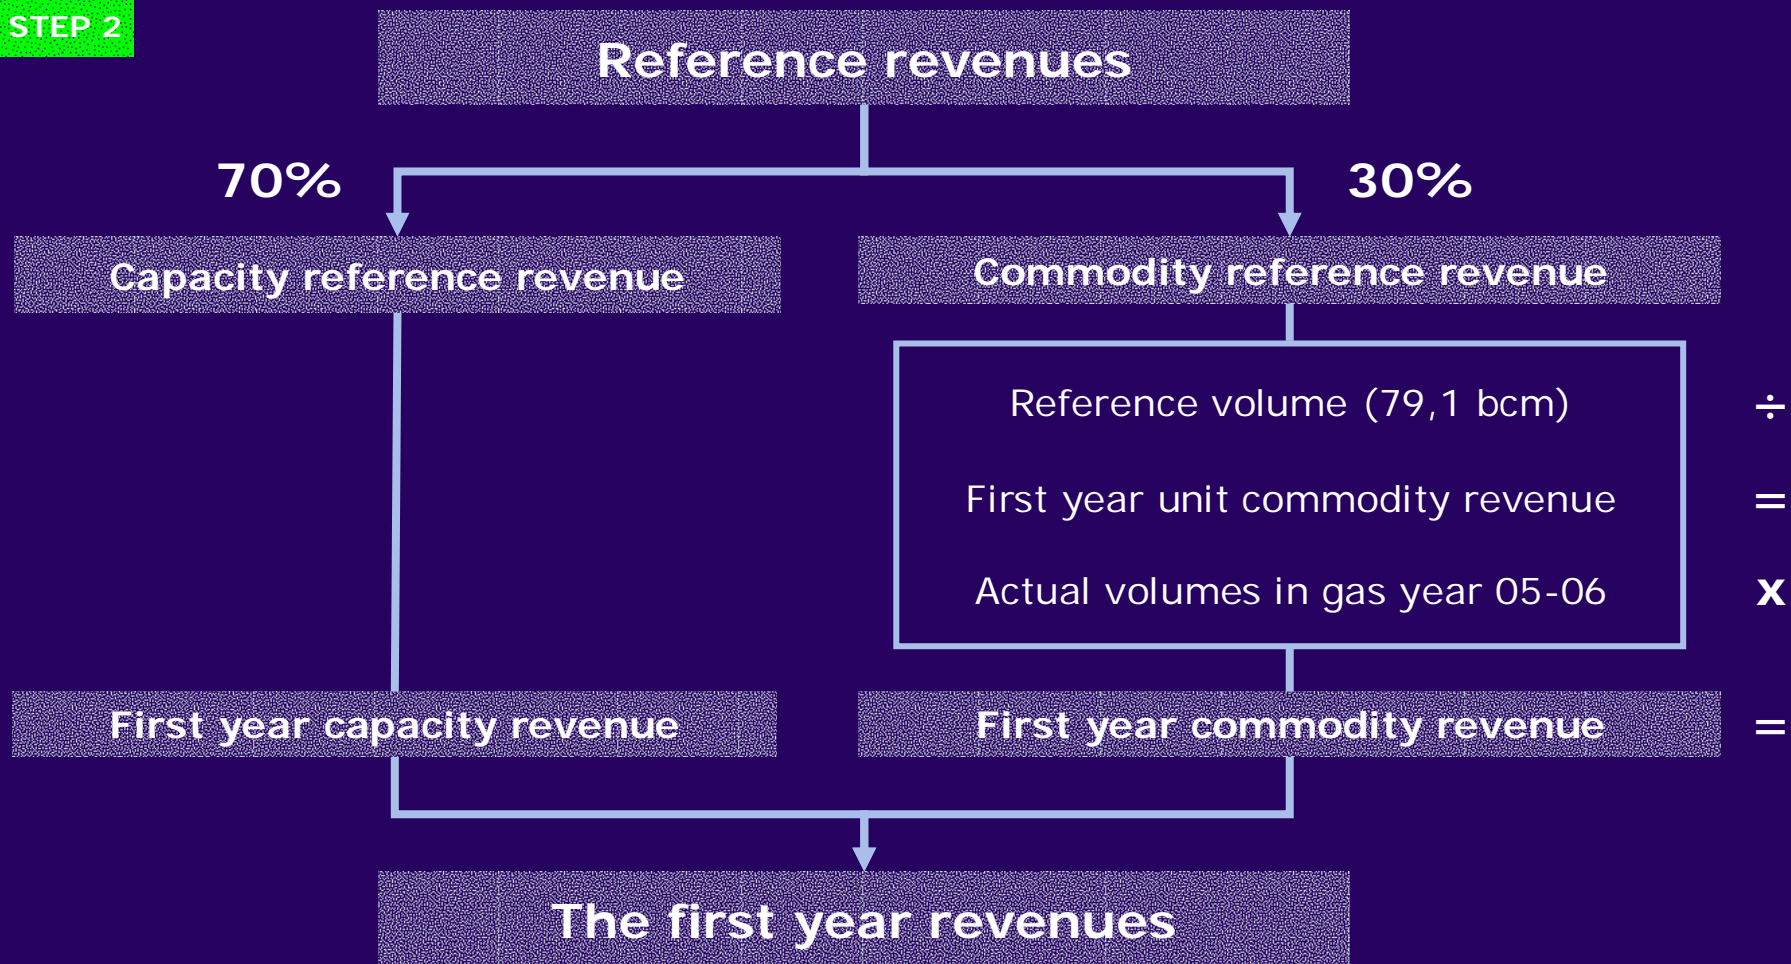 STEP 2
Reference revenues
70%
30%
Capacity reference revenue
Commodity reference revenue
Reference volume (79,1 bcm) ÷
First year unit commodity revenue =
Actual volumes in gas year 05-06 x
First year capacity revenue
First year commodity revenue =
The first year revenues